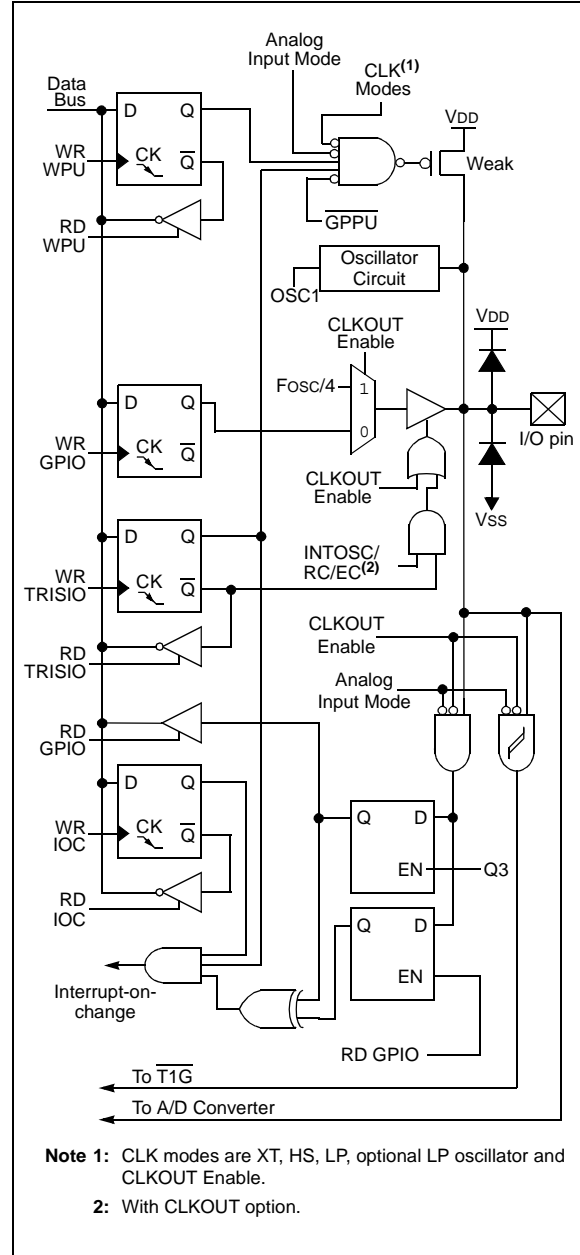 Analog
Input Mode
CLK(1)
Modes
Data
Bus
D Q
VDD
WR
WPU
CK
Q
Weak
RD
WPU
GPPU
Oscillator
Circuit
OSC1
CLKOUT
Enable
VDD
FOSC/4
1
D Q
0
I/O pin
WR
GPIO
CK
Q
CLKOUT
Enable
VSS
D Q
INTOSC/
RC/EC(2)
WR
TRISIO
CK
Q
CLKOUT
Enable
RD
TRISIO
Analog
Input Mode
RD
GPIO
D Q
WR
IOC
CK
Q
Q D
EN
Q3
RD
IOC
Q D
EN
Interrupt-on-
change
RD GPIO
To T1G
To A/D Converter
Note 1: CLK modes are XT, HS, LP, optional LP oscillator and
CLKOUT Enable.
2: With CLKOUT option.